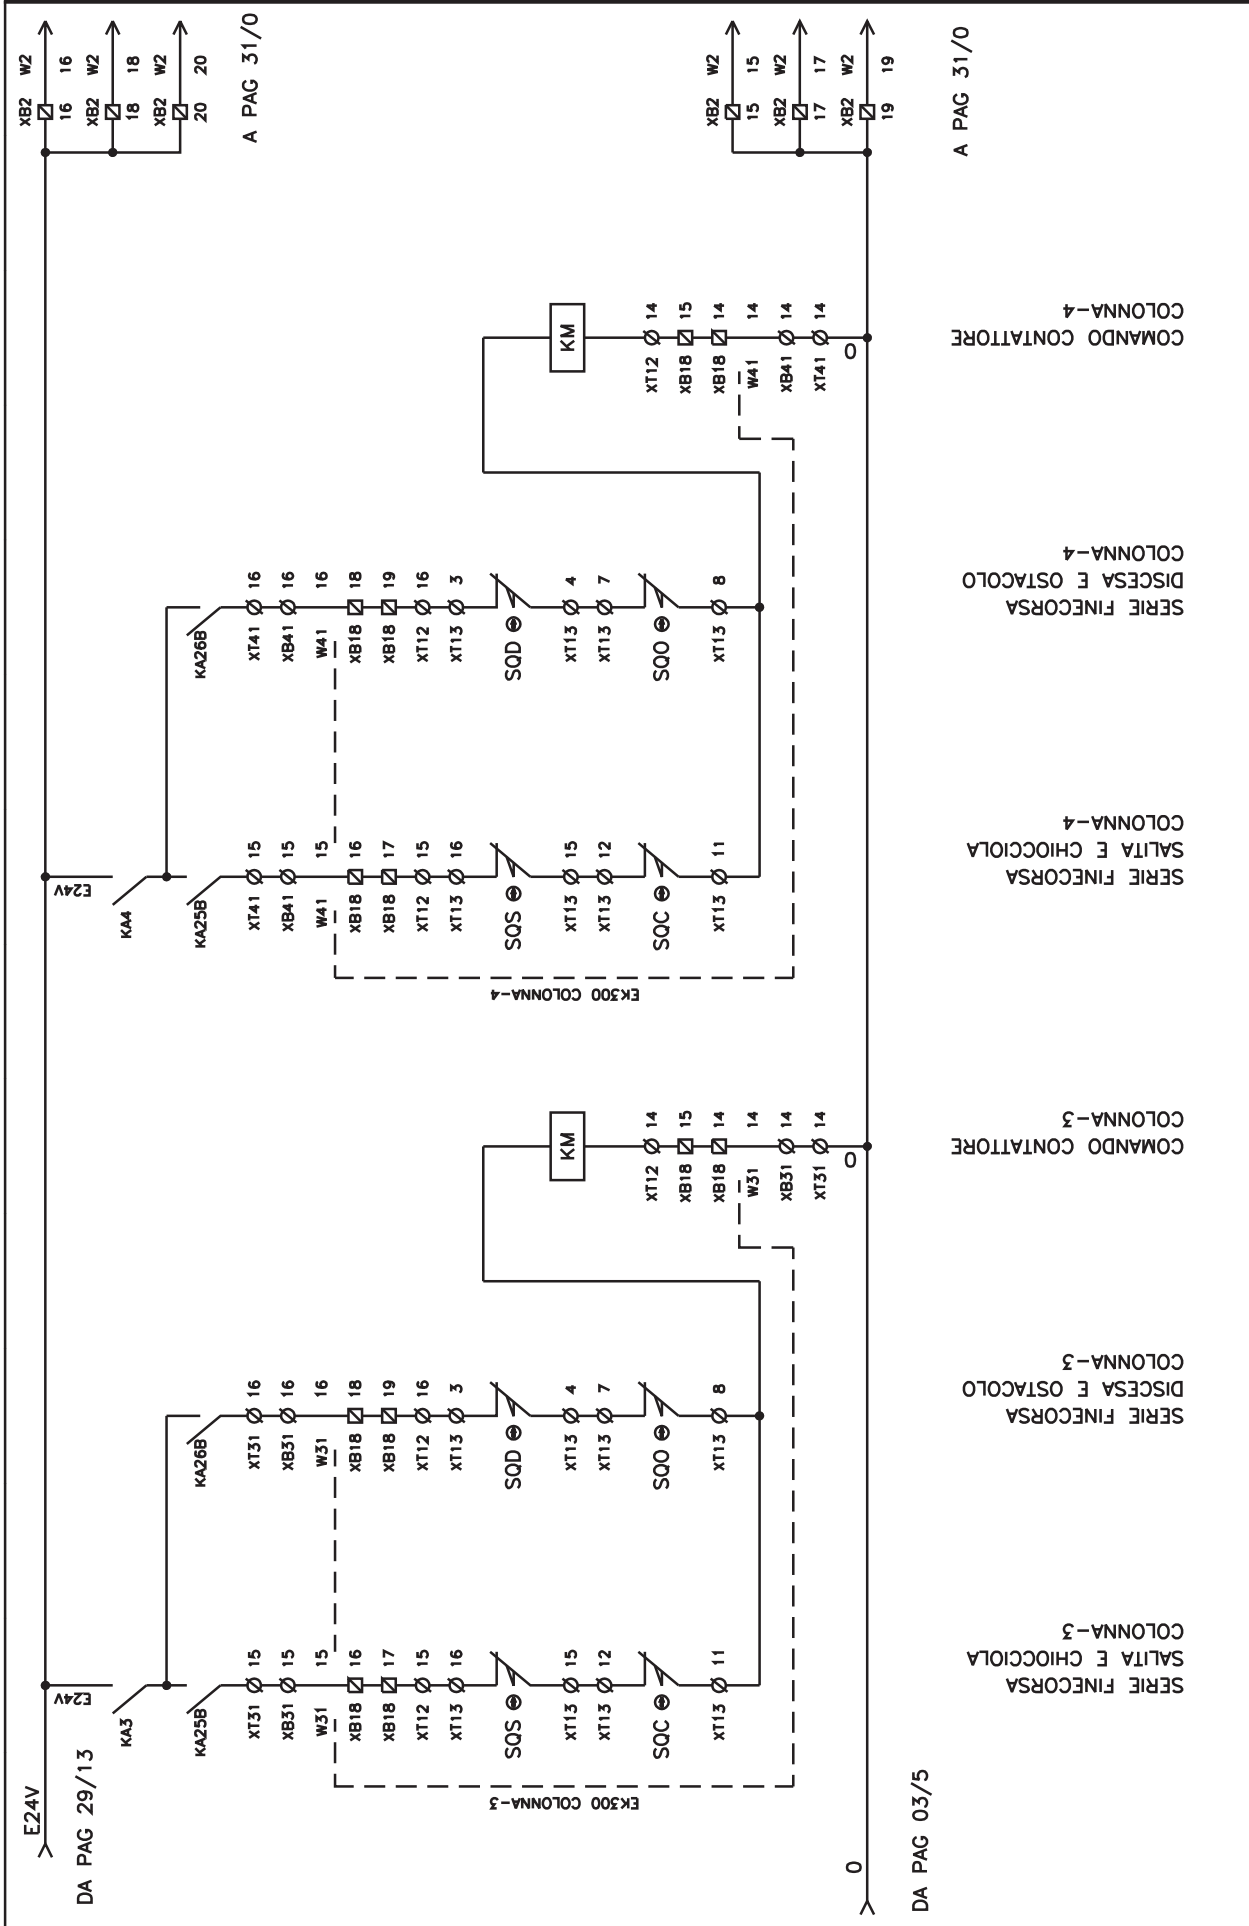 E24V
DA PAG 29/13
E24V
KA3
KA25B
XT31 15
XB31 15
W31 15
XB18 16
XB18 17
XT12 15
XT13 16
SQS
XT13 15
XT13 12
SQC
XT13 11
EK300 COLONNA-3
KA26B
XT31 16
XB31 16
W31 16
XB18 18
XB18 19
XT12 16
XT13 3
SQD
XT13 4
XT13 7
SQO
XT13 8
KM
XT12 14
XB18 15
XB18 14
W31 14
XB31 14
XT31 14
0
E24V
KA4
KA25B
XT41 15
XB41 15
W41 15
XB18 16
XB18 17
XT12 15
XT13 16
SQS
XT13 15
XT13 12
SQC
XT13 11
EK300 COLONNA-4
KA26B
XT41 16
XB41 16
W41 16
XB18 18
XB18 19
XT12 16
XT13 3
SQD
XT13 4
XT13 7
SQO
XT13 8
KM
XT12 14
XB18 15
XB18 14
W41 14
XB41 14
XT41 14
0
XB2 W2
16 16
XB2 W2
18 18
XB2 W2
20 20
A PAG 31/0
XB2 W2
15 15
XB2 W2
17 17
XB2 W2
19 19
A PAG 31/0
0
DA PAG 03/5
SERIE FINECORSA
SALITA E CHIOCCIOLA
COLONNA-3
SERIE FINECORSA
DISCESA E OSTACOLO
COLONNA-3
COMANDO CONTATTORE
COLONNA-3
SERIE FINECORSA
SALITA E CHIOCCIOLA
COLONNA-4
SERIE FINECORSA
DISCESA E OSTACOLO
COLONNA-4
COMANDO CONTATTORE
COLONNA-4